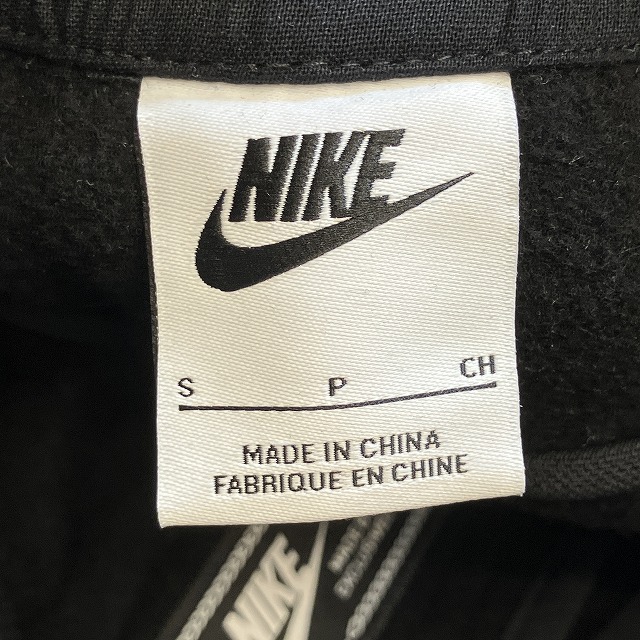 NIKE
S P CH
MADE IN CHINA
FABRIQUE EN CHINE
NIKE